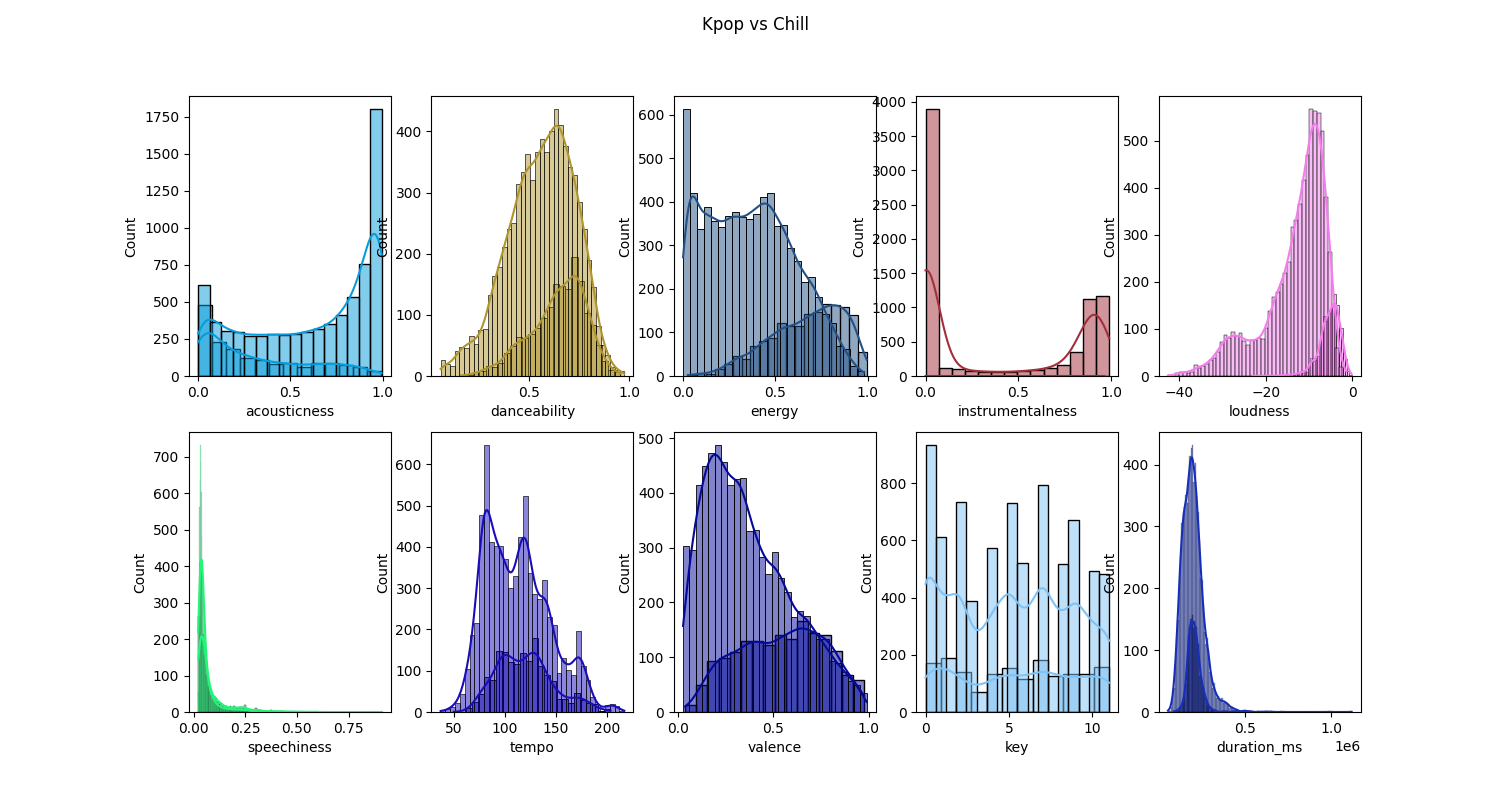 Kpop vs Chill
Count
1750
1500
1250
1000
750
500
250
0
0.0 0.5 1.0
acousticness
Count
400
300
200
100
0
0.5 1.0
danceability
Count
600
500
400
300
200
100
0
0.0 0.5 1.0
energy
Count
4000
3500
3000
2500
2000
1500
1000
500
0
0.0 0.5 1.0
instrumentalness
Count
500
400
300
200
100
0
−40 −20 0
loudness
Count
700
600
500
400
300
200
100
0
0.00 0.25 0.50 0.75
speechiness
Count
600
500
400
300
200
100
0
50 100 150 200
tempo
Count
500
400
300
200
100
0
0.0 0.5 1.0
valence
Count
800
600
400
200
0
0 5 10
key
Count
400
300
200
100
0
0.5 1.0
1e6
duration_ms